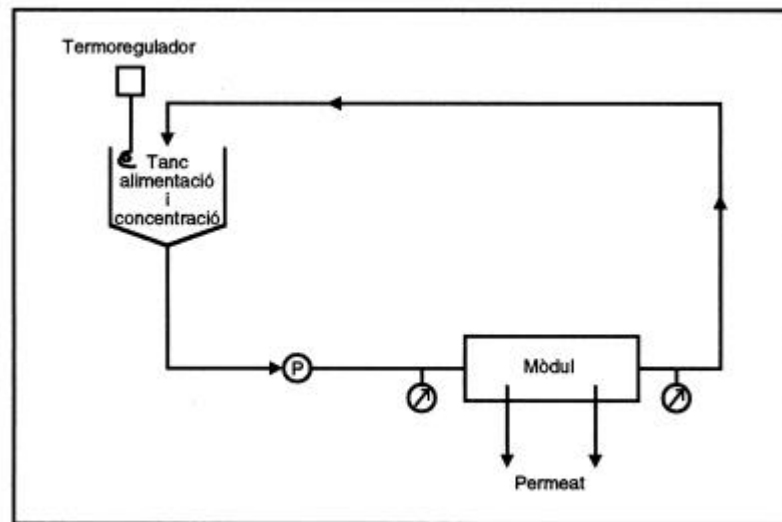 Termoregulador
Tanc
alimentació
i
concentració
P
Mòdul
Permeat